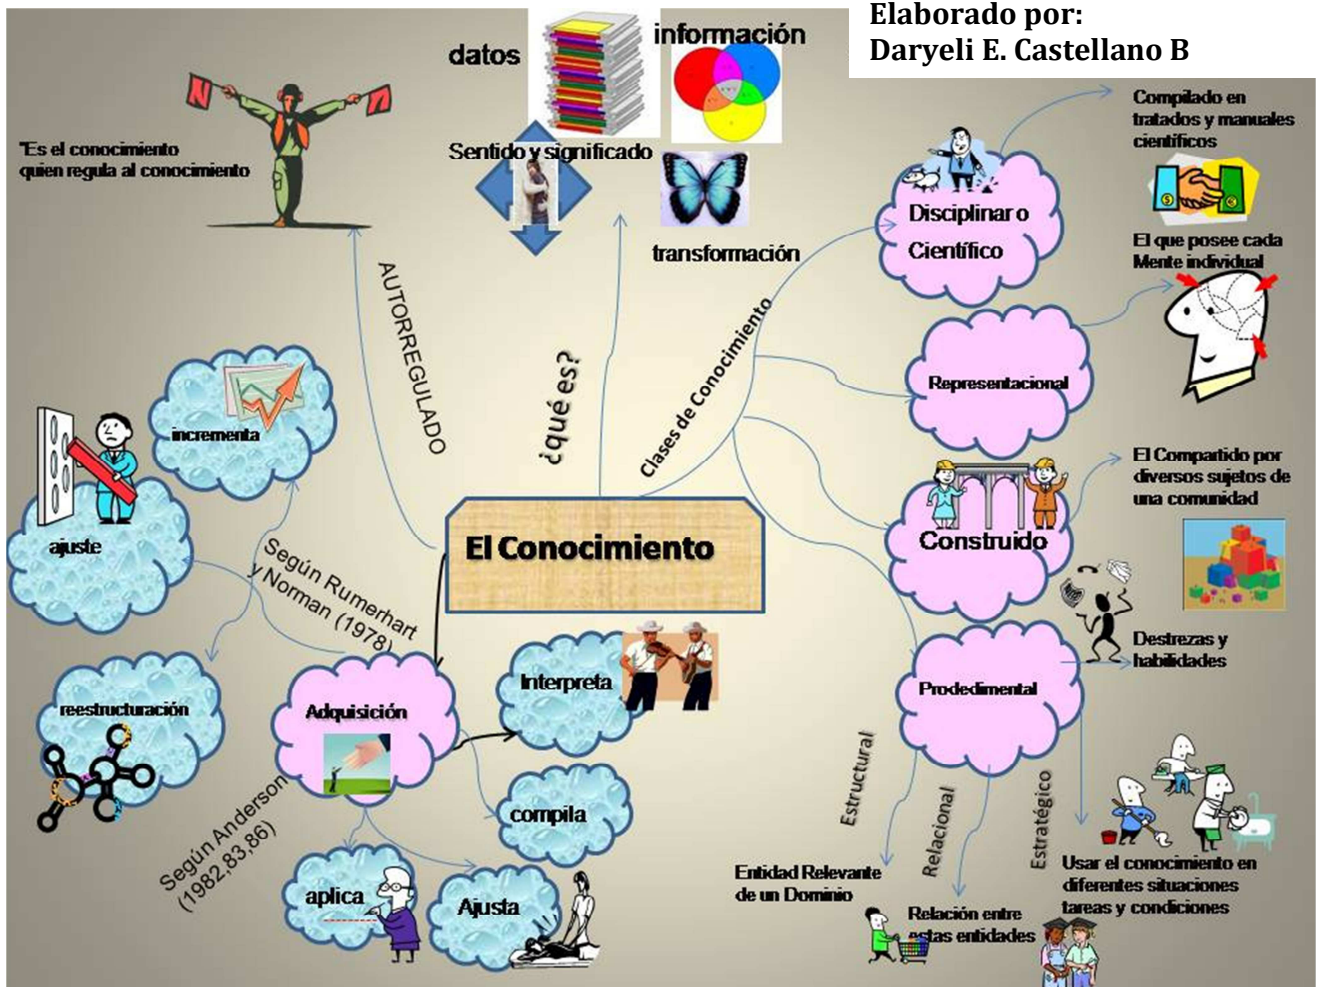 Elaborado por:
Daryeli E. Castellano B
datos
información
Sentido y significado
transformación
"Es el conocimiento
quien regula al conocimiento
AUTORREGULADO
¿qué es?
Clases de Conocimiento
El Conocimiento
Disciplinar o
Científico
Compilado en
tratados y manuales
científicos
Representacional
El que posee cada
Mente individual
Construido
El Compartido por
diversos sujetos de
una comunidad
Prodedimental
Destrezas y
habilidades
Estructural
Entidad Relevante
de un Dominio
Relacional
Relación entre
estas entidades
Estratégico
Usar el conocimiento en
diferentes situaciones
tareas y condiciones
Adquisición
Según Rumerhart
y Norman (1978)
incrementa
ajuste
reestructuración
Según Anderson
(1982,83,86)
Interpreta
compila
Ajusta
aplica